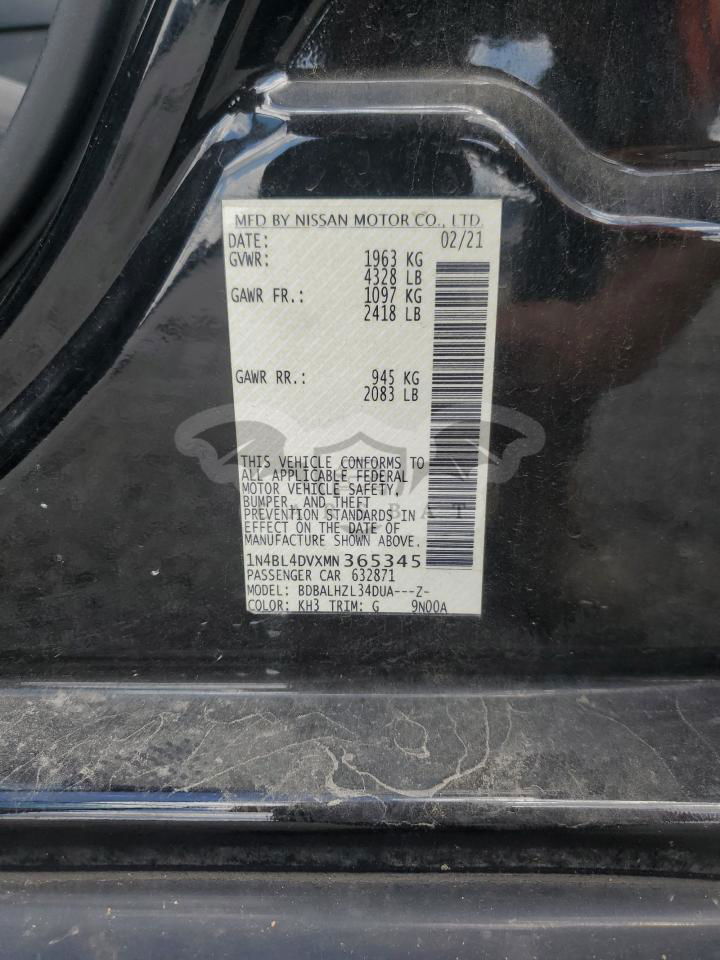 MFD BY NISSAN MOTOR CO., LTD.
DATE: 02/21
GVWR: 1963 KG
4328 LB
GAWR FR.: 1097 KG
2418 LB
GAWR RR.: 945 KG
2083 LB
THIS VEHICLE CONFORMS TO
ALL APPLICABLE FEDERAL
MOTOR VEHICLE SAFETY,
BUMPER, AND THEFT
PREVENTION STANDARDS IN
EFFECT ON THE DATE OF
MANUFACTURE SHOWN ABOVE.
1N4BL4DVXMN365345
PASSENGER CAR 632871
MODEL: BDBALHZL34DUA---Z-
COLOR: KH3 TRIM: G 9N00A